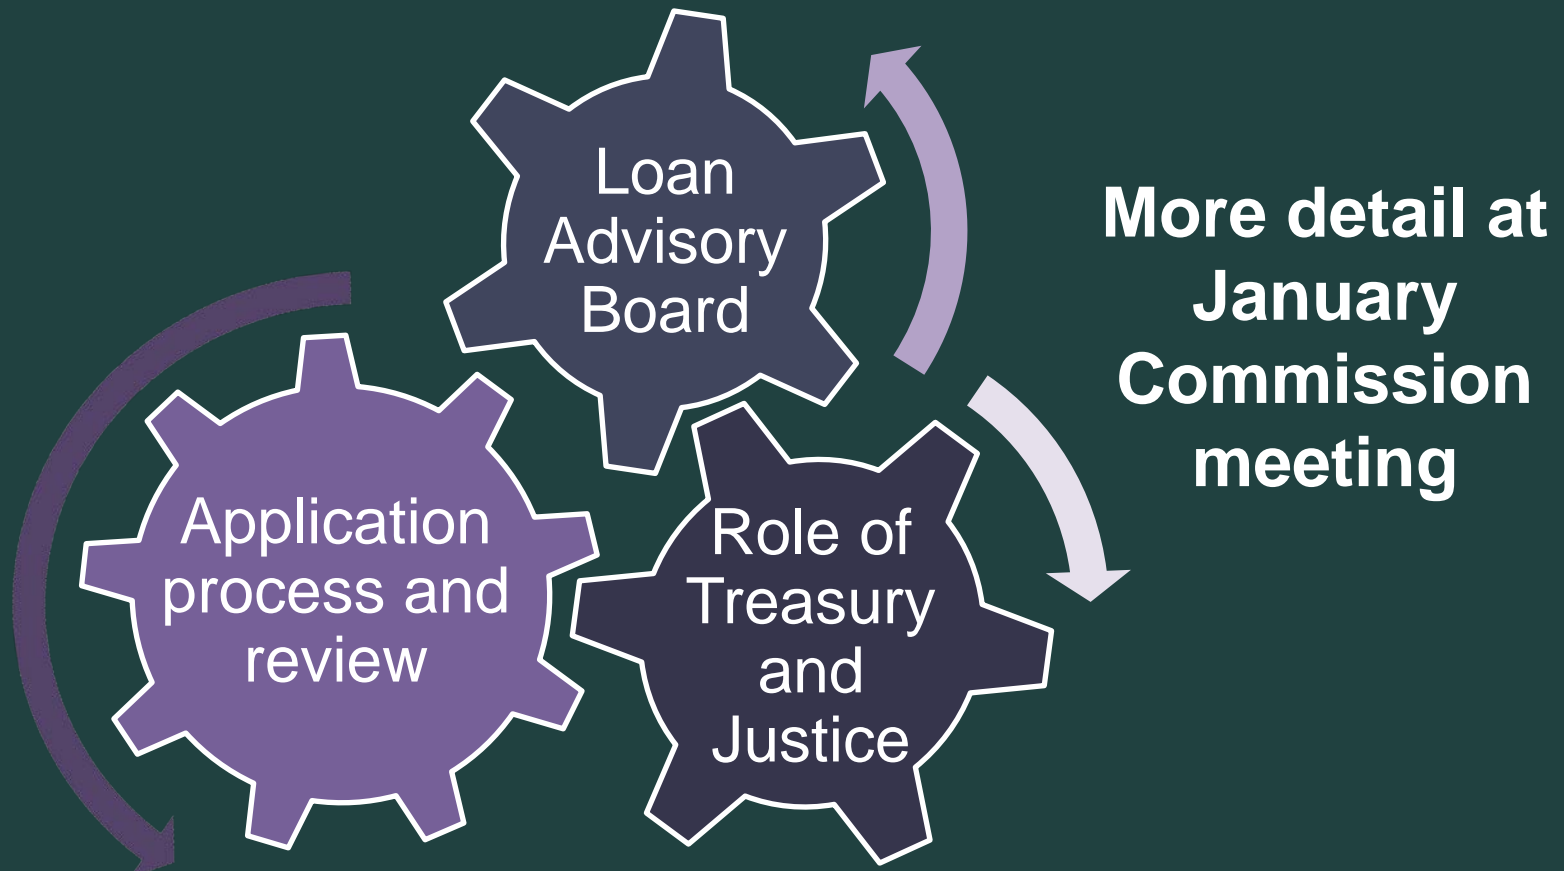 Loan
Advisory
Board
More detail at
January
Commission
meeting
Application
process and
review
Role of
Treasury
and
Justice